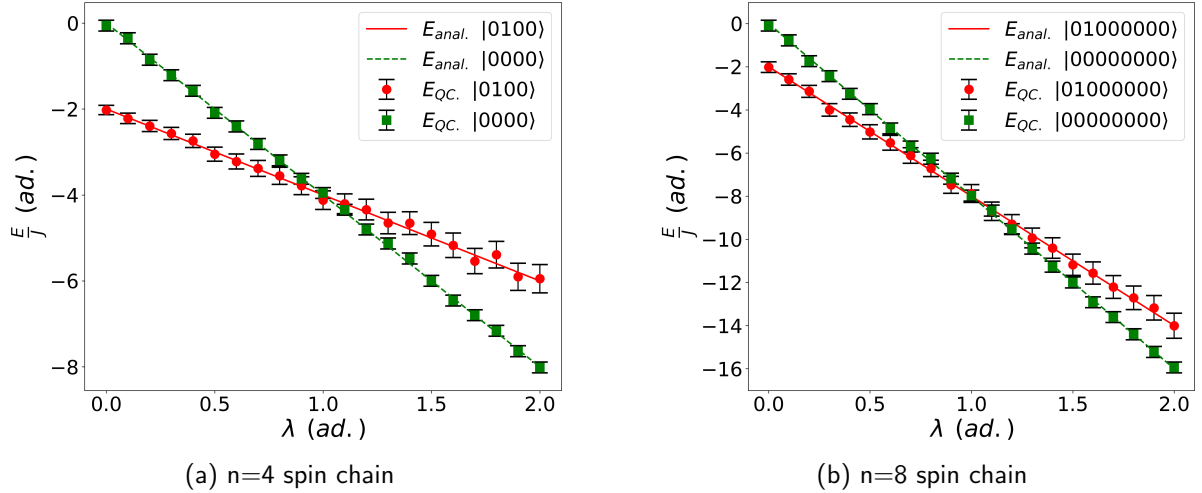 0
−2
−4
−6
−8
E/J (ad.)
0.0 0.5 1.0 1.5 2.0
λ (ad.)
E_anal. |0100⟩
E_anal. |0000⟩
E_QC. |0100⟩
E_QC. |0000⟩
(a) n=4 spin chain
0
−2
−4
−6
−8
−10
−12
−14
−16
E/J (ad.)
0.0 0.5 1.0 1.5 2.0
λ (ad.)
E_anal. |01000000⟩
E_anal. |00000000⟩
E_QC. |01000000⟩
E_QC. |00000000⟩
(b) n=8 spin chain